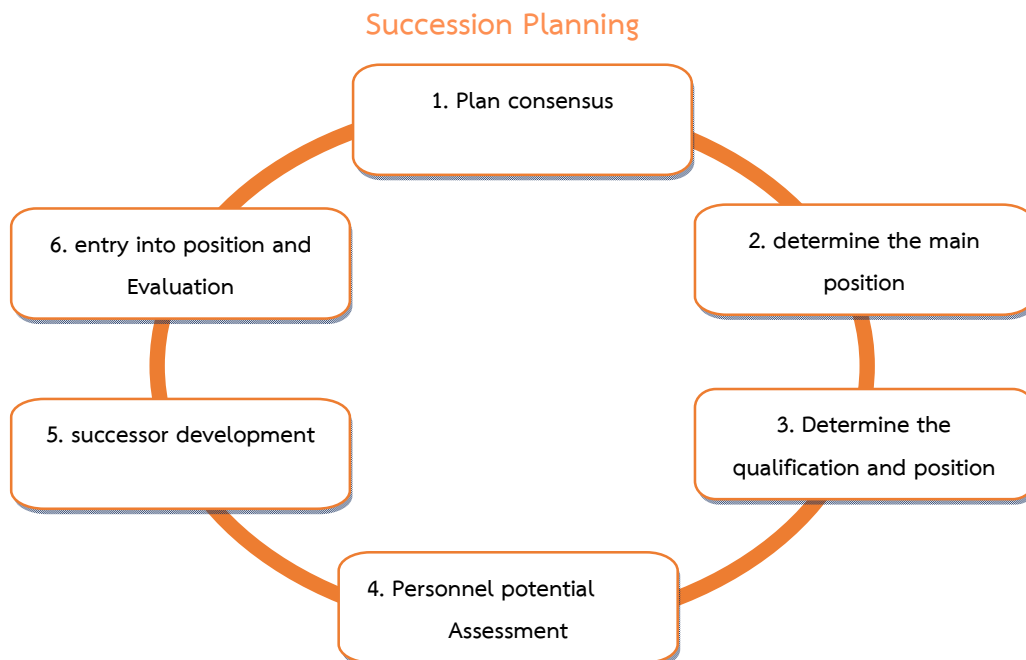 Succession Planning
1. Plan consensus
2. determine the main
position
3. Determine the
qualification and position
4. Personnel potential
Assessment
5. successor development
6. entry into position and
Evaluation